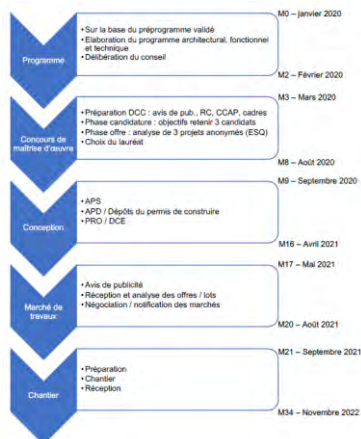 M0 – janvier 2020
Programme
• Sur la base du préprogramme validé
• Elaboration du programme architectural, fonctionnel
et technique
• Délibération du conseil
M2 – Février 2020
M3 – Mars 2020
Concours de
maîtrise d'œuvre
• Préparation DCC : avis de pub., RC, CCAP, cadres
• Phase candidature : objectifs retenir 3 candidats
• Phase offre : analyse de 3 projets anonymés (ESQ)
• Choix du lauréat
M8 – Août 2020
M9 – Septembre 2020
Conception
• APS
• APD / Dépôts du permis de construire
• PRO / DCE
M16 – Avril 2021
M17 – Mai 2021
Marché de
travaux
• Avis de publicité
• Réception et analyse des offres / lots
• Négociation / notification des marchés
M20 – Août 2021
M21 – Septembre 2021
Chantier
• Préparation
• Chantier
• Réception
M34 – Novembre 2022